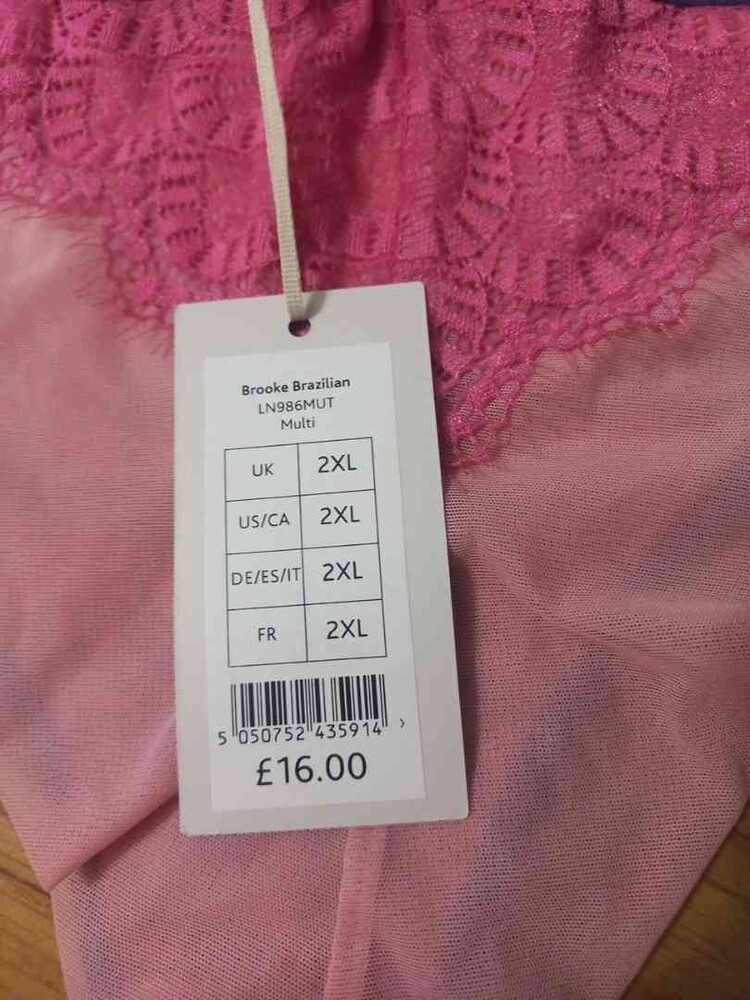 Brooke Brazilian
LN986MUT
Multi
UK 2XL
US/CA 2XL
DE/ES/IT 2XL
FR 2XL
5 050752 435914 >
£16.00